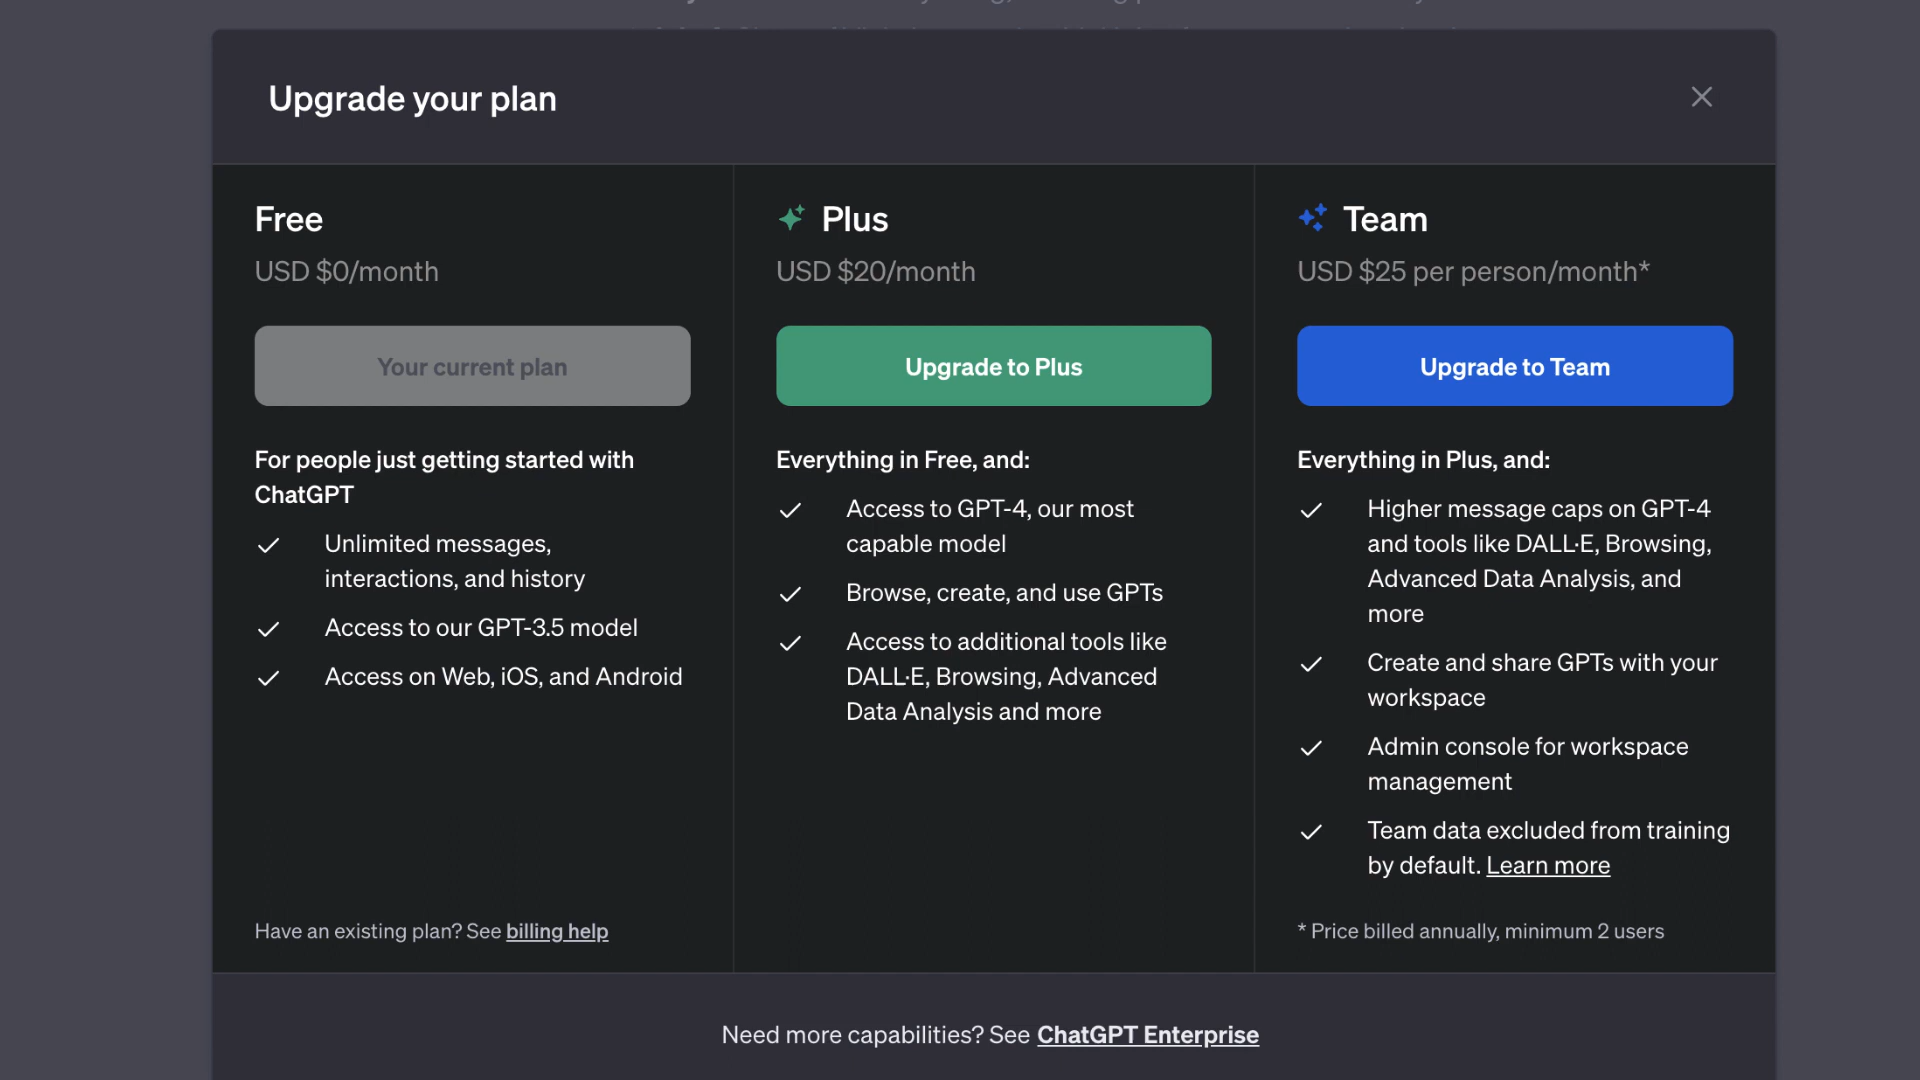 Upgrade your plan
Free
USD $0/month
Your current plan
For people just getting started with
ChatGPT
Unlimited messages,
interactions, and history
Access to our GPT-3.5 model
Access on Web, iOS, and Android
Have an existing plan? See billing help
Plus
USD $20/month
Upgrade to Plus
Everything in Free, and:
Access to GPT-4, our most
capable model
Browse, create, and use GPTs
Access to additional tools like
DALL·E, Browsing, Advanced
Data Analysis and more
Team
USD $25 per person/month*
Upgrade to Team
Everything in Plus, and:
Higher message caps on GPT-4
and tools like DALL·E, Browsing,
Advanced Data Analysis, and
more
Create and share GPTs with your
workspace
Admin console for workspace
management
Team data excluded from training
by default. Learn more
* Price billed annually, minimum 2 users
Need more capabilities? See ChatGPT Enterprise